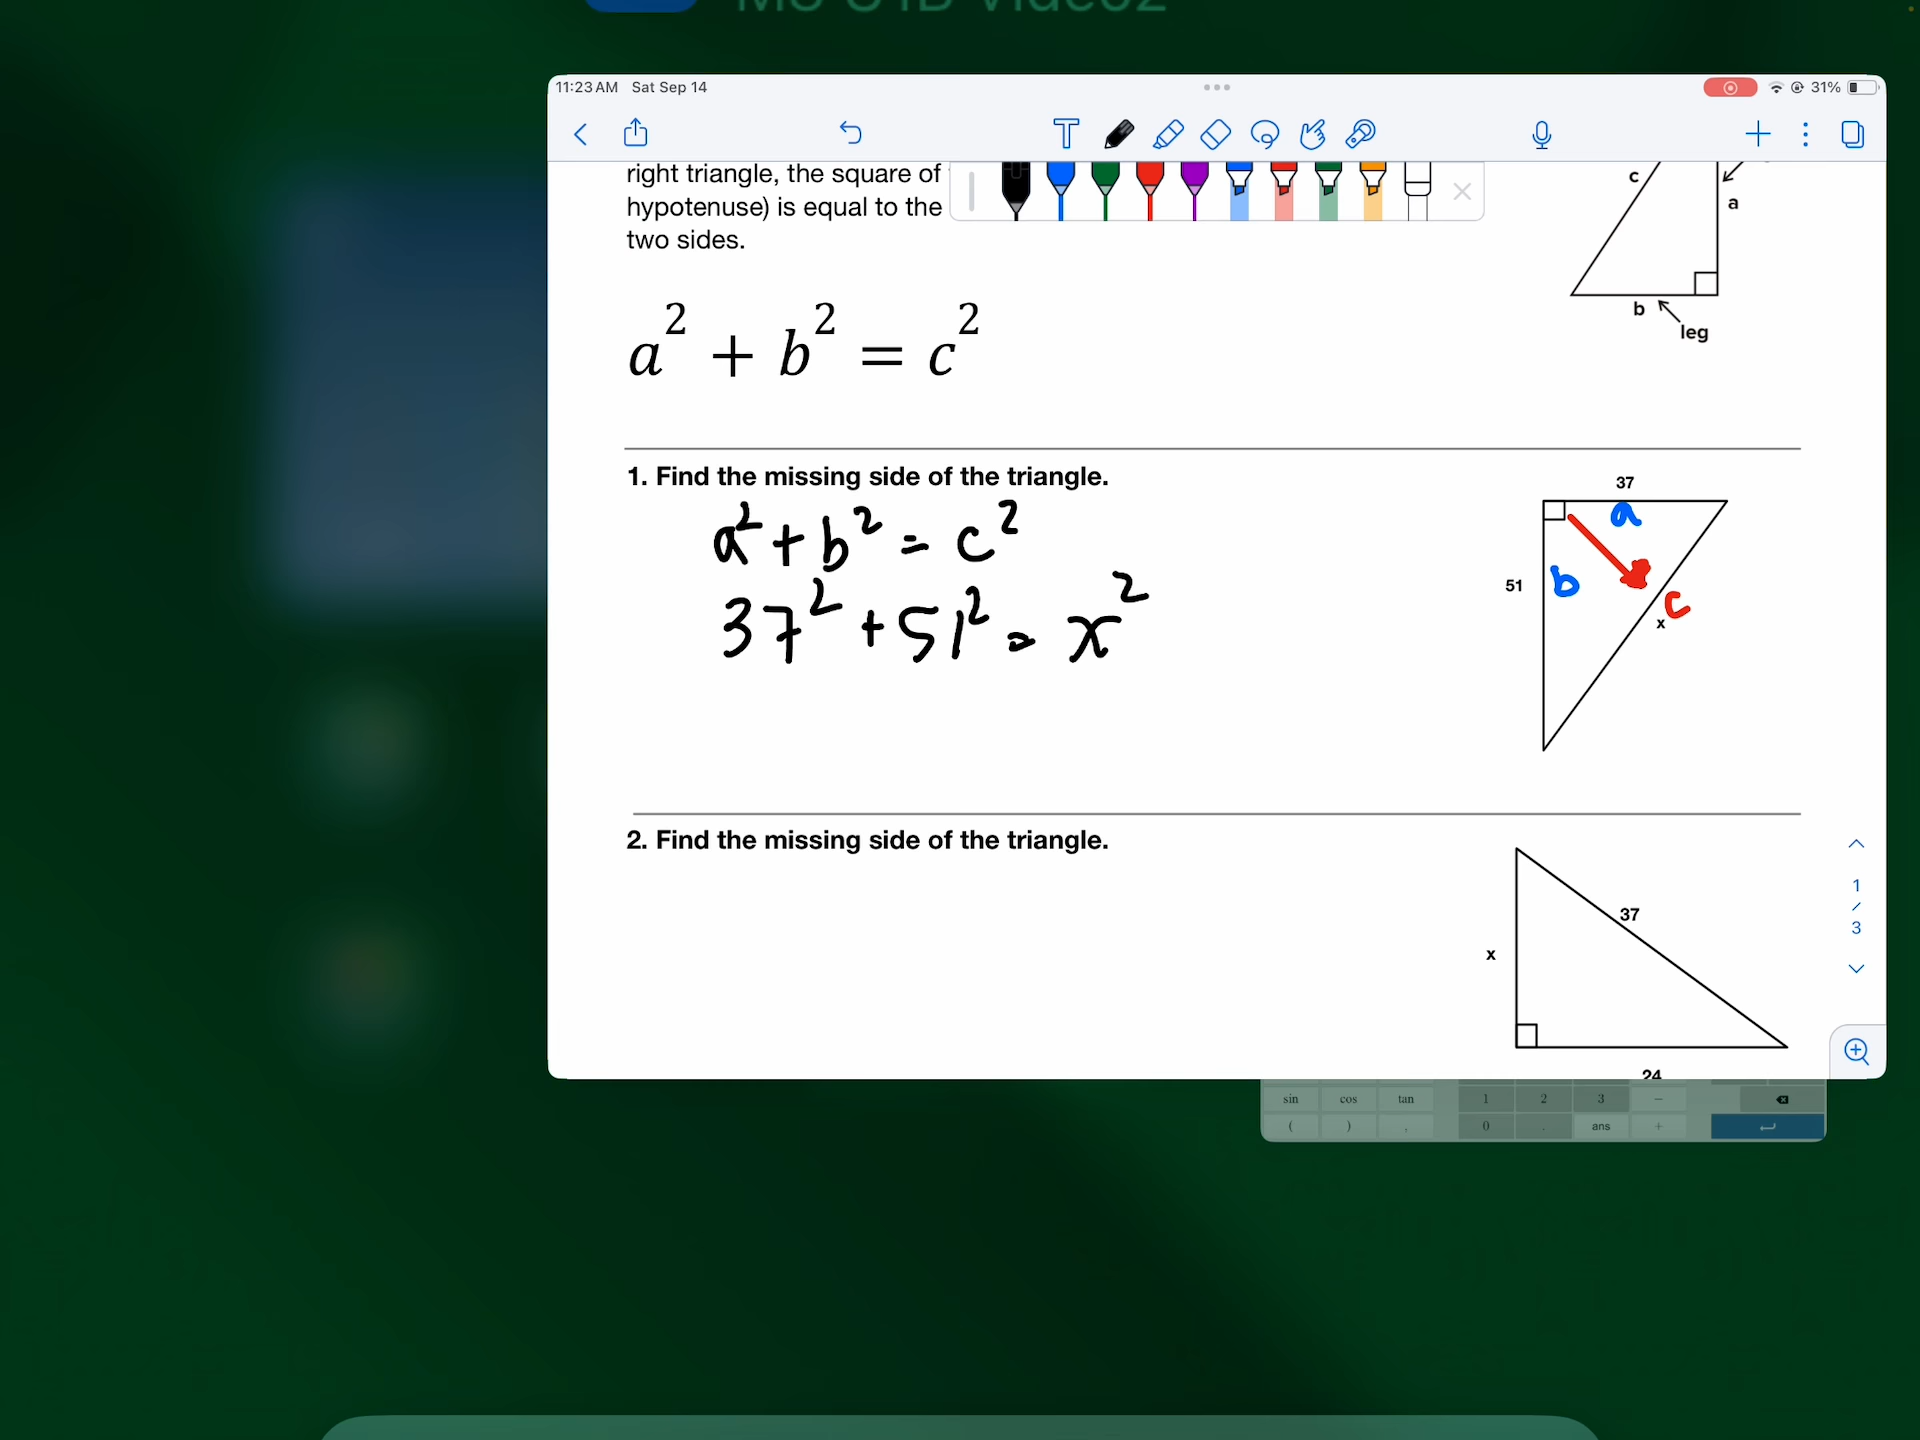 11:23 AM Sat Sep 14
31%
right triangle, the square of
hypotenuse) is equal to the
two sides.
c
a
b
leg
a² + b² = c²
1. Find the missing side of the triangle.
a² + b² = c²
37² + 51² = x²
37
a
51
b
c
x
2. Find the missing side of the triangle.
37
x
24
1
/
3
sin cos tan 1 2 3 −
( ) , 0 . ans +